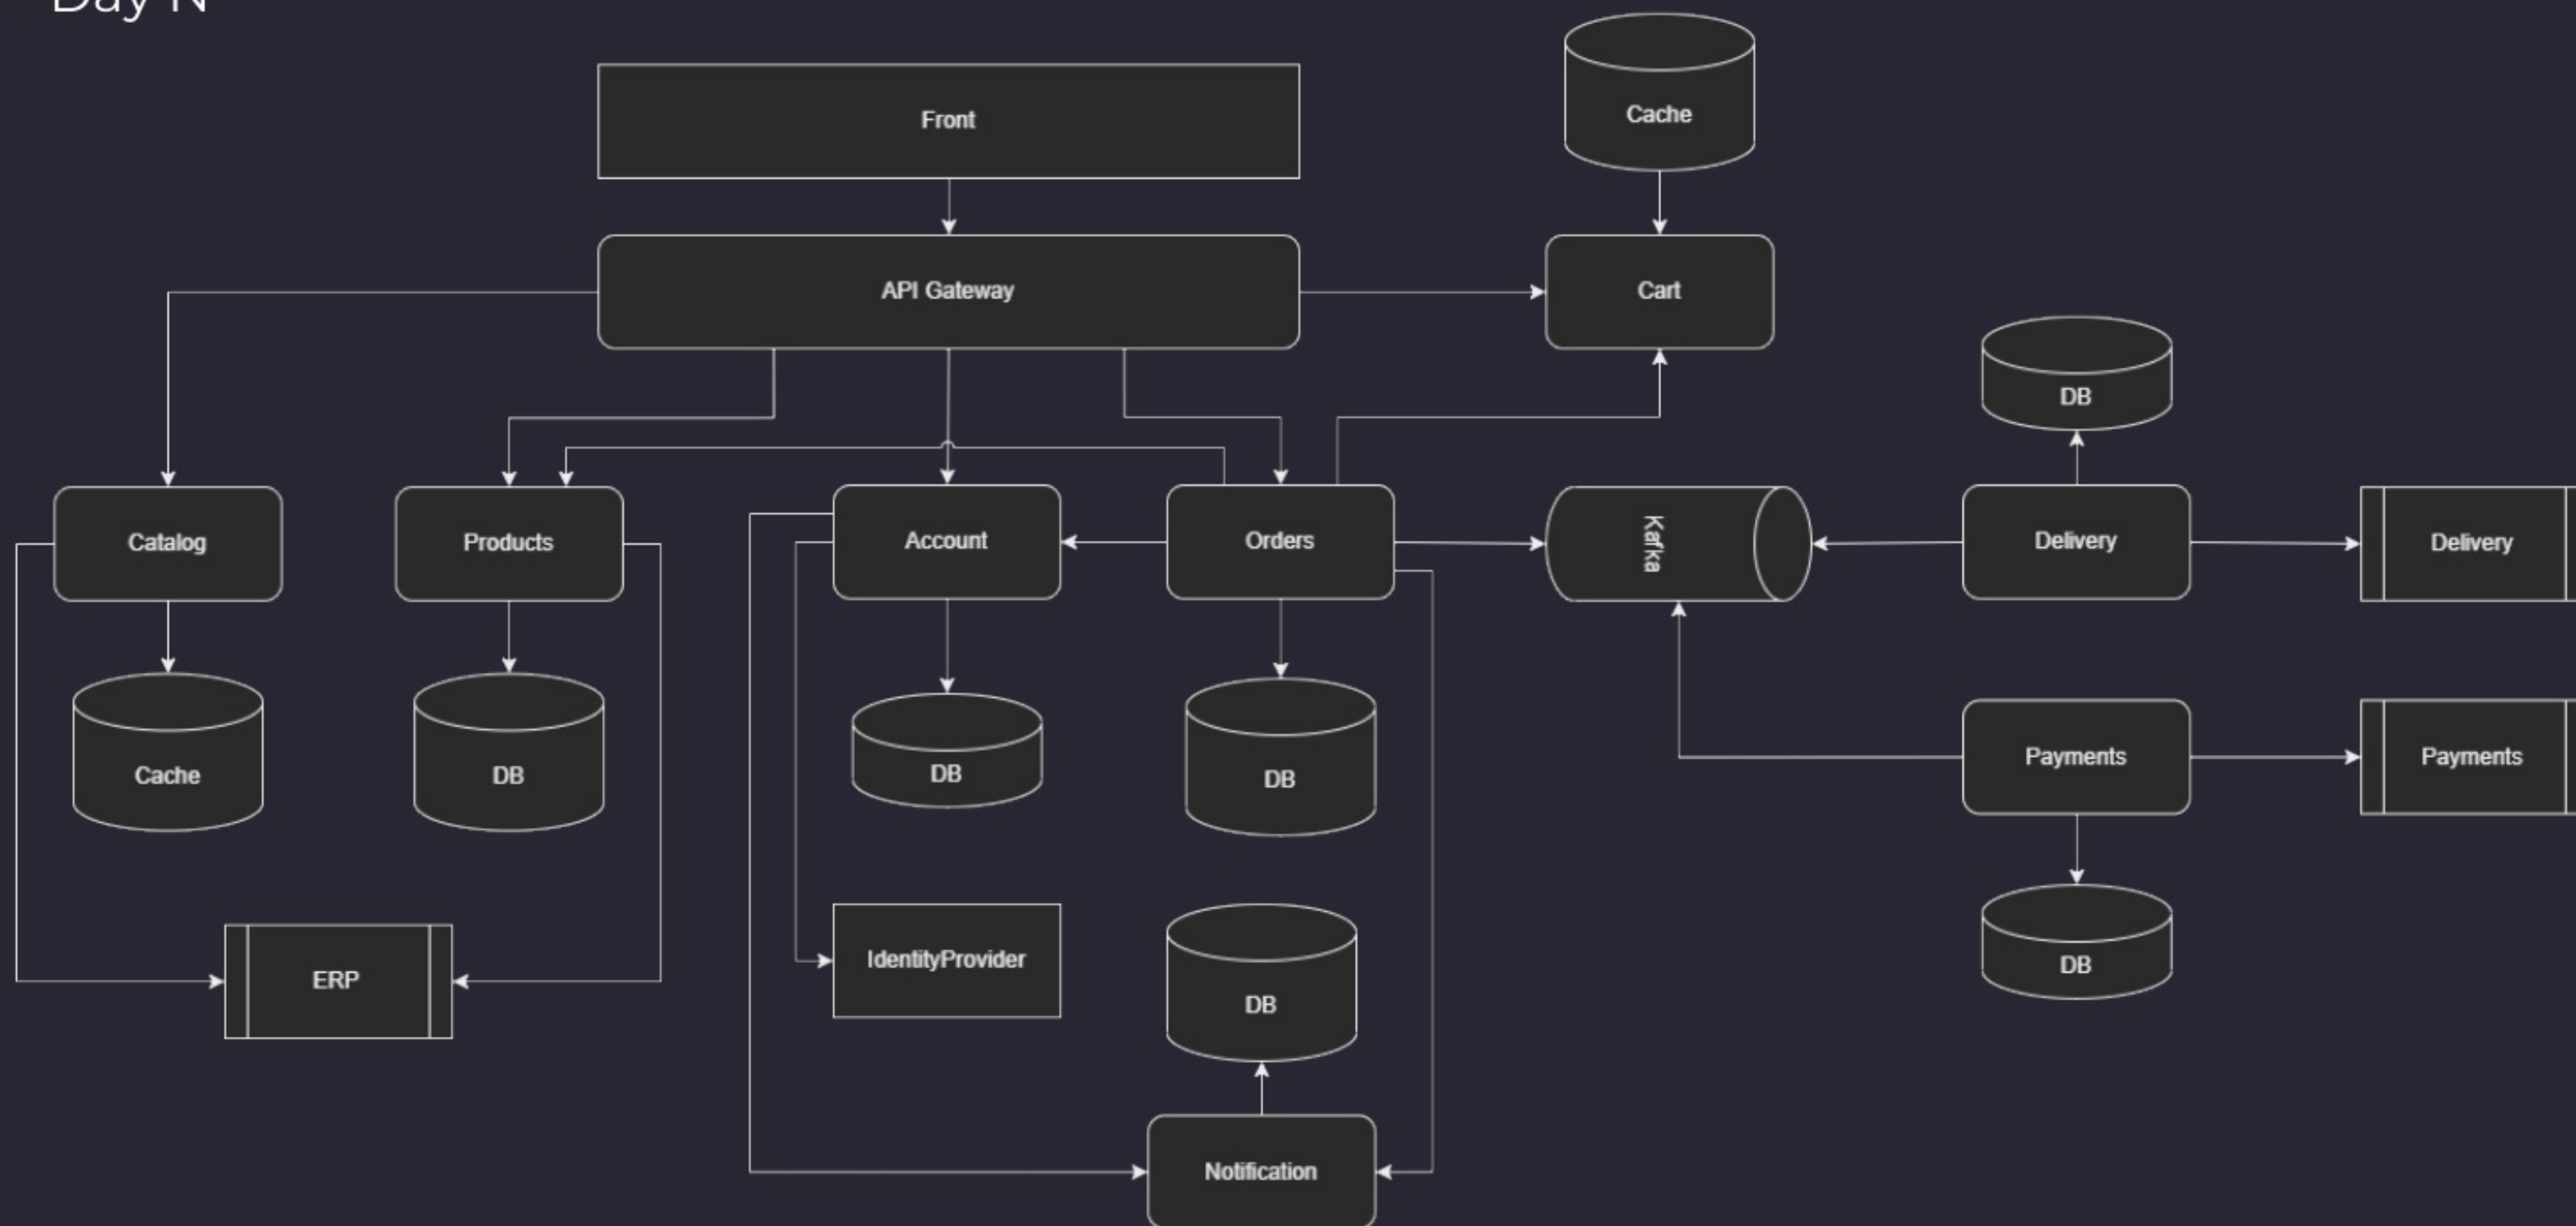 Day N
Front
Cache
API Gateway
Cart
DB
Catalog
Products
Account
Orders
Kafka
Delivery
Delivery
Cache
DB
DB
DB
Payments
Payments
ERP
IdentityProvider
DB
DB
Notification